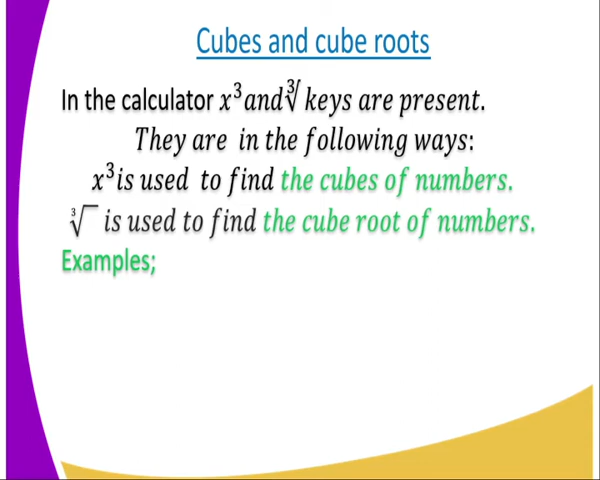 Cubes and cube roots
In the calculator x³ and ∛ keys are present.
They are in the following ways:
x³ is used to find the cubes of numbers.
∛ is used to find the cube root of numbers.
Examples;